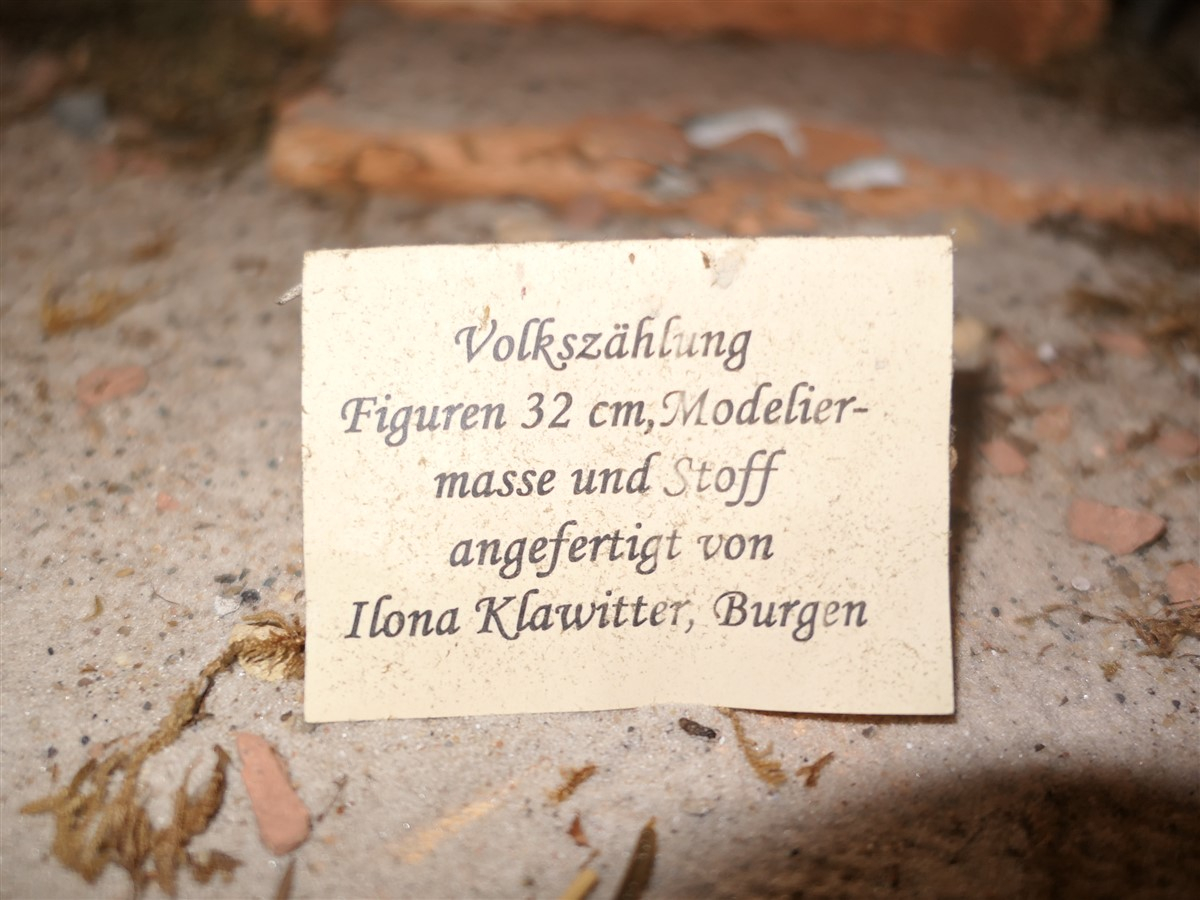 Volkszählung
Figuren 32 cm,Modelier-
masse und Stoff
angefertigt von
Ilona Klawitter, Burgen